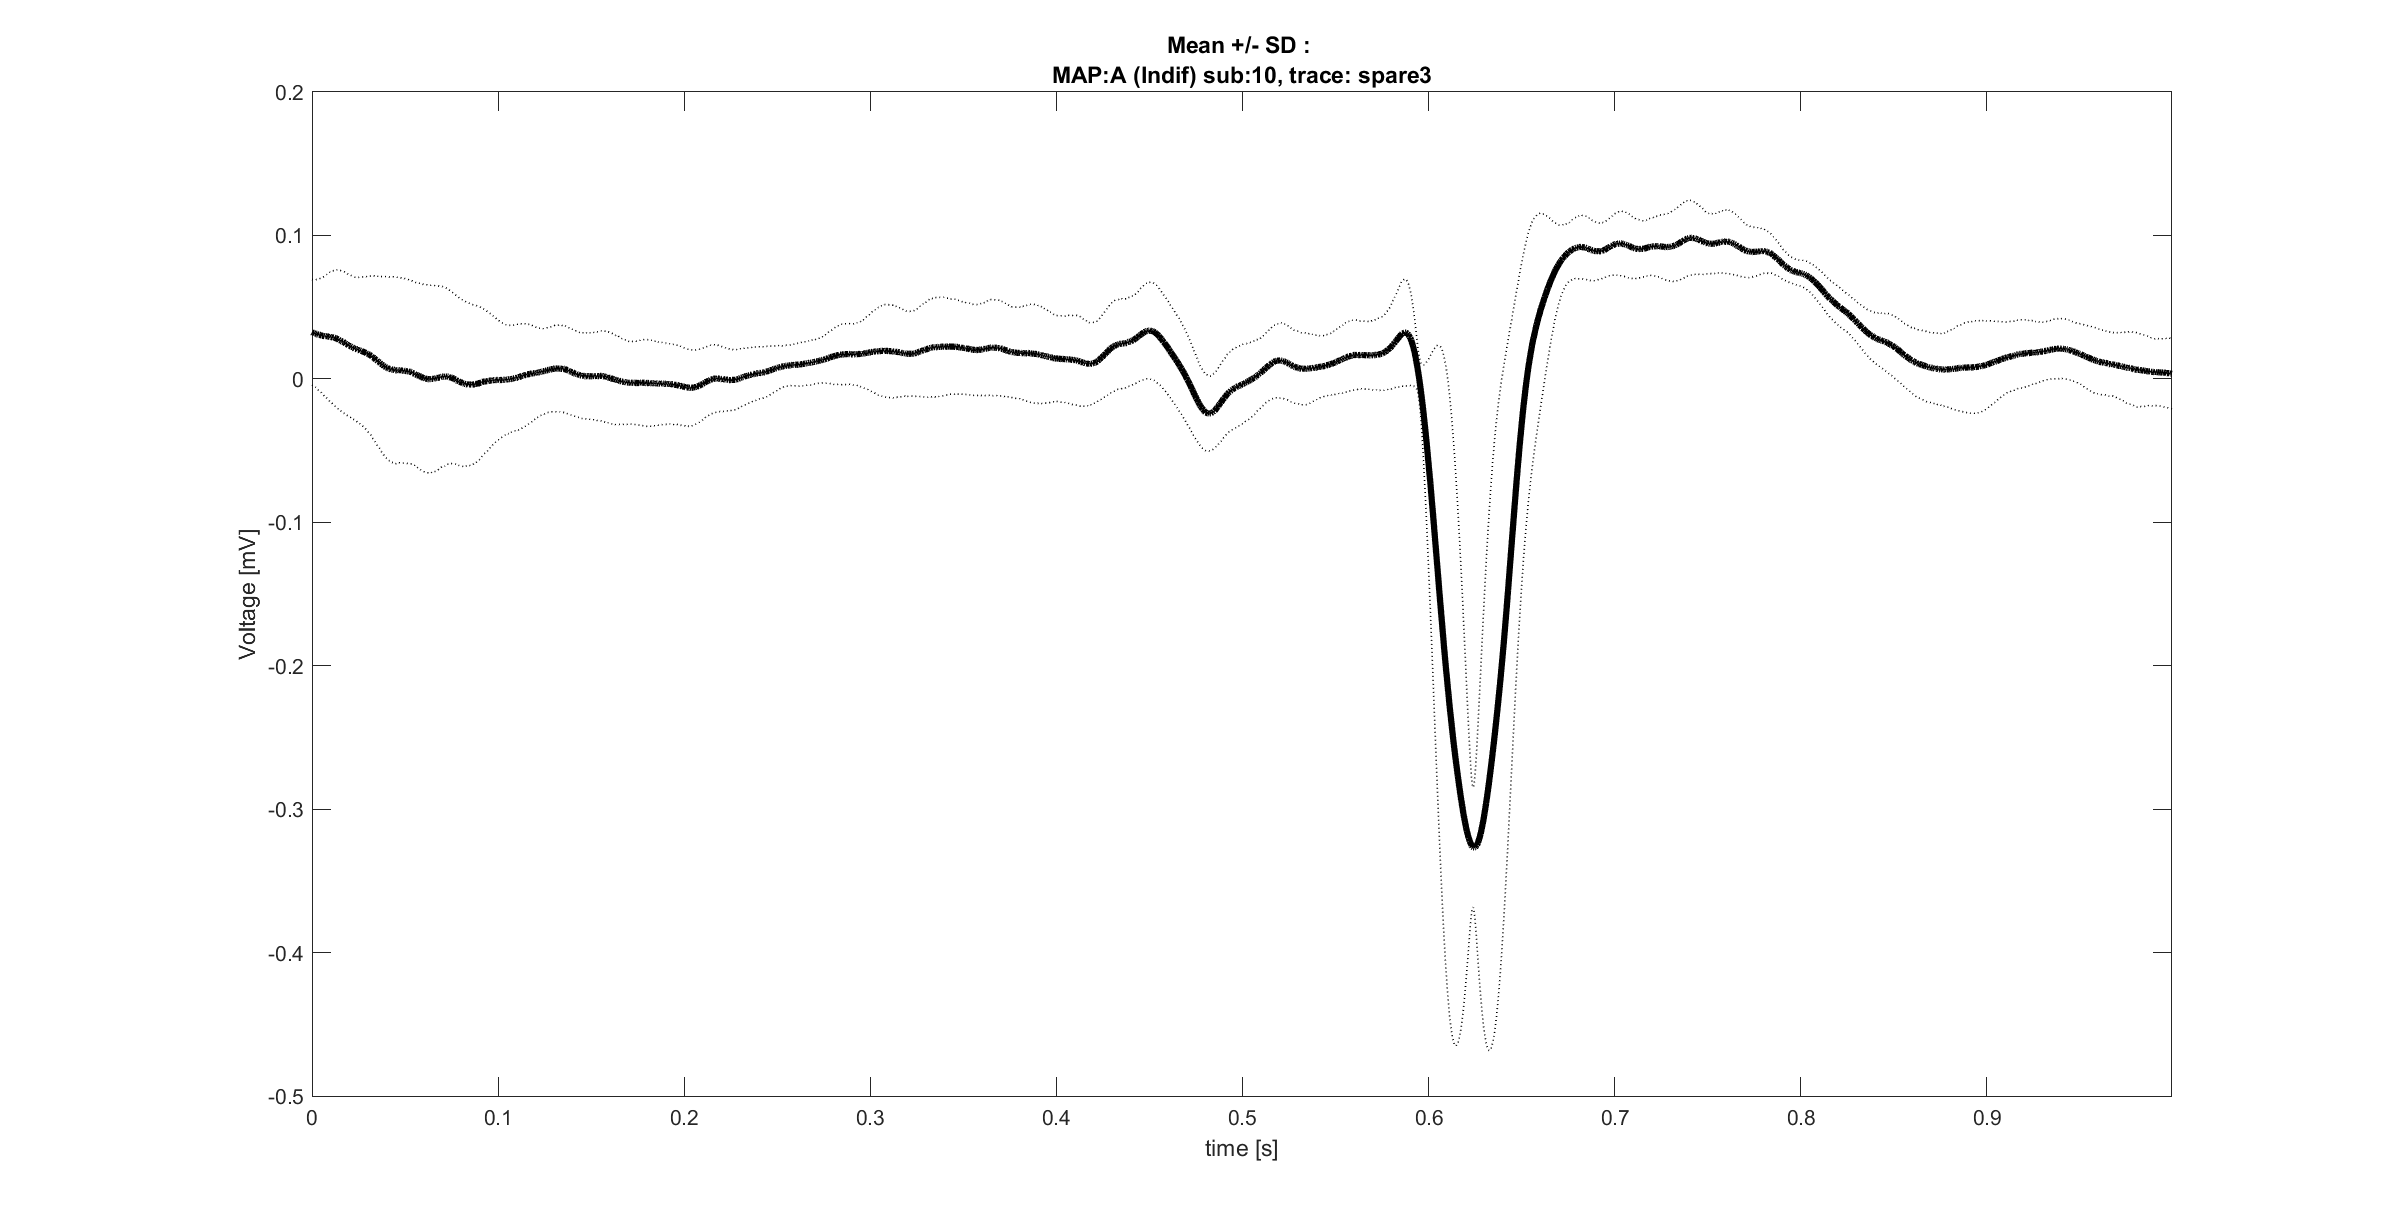 Mean +/- SD :
MAP:A (Indif) sub:10, trace: spare3
0.2
0.1
0
-0.1
-0.2
-0.3
-0.4
-0.5
Voltage [mV]
0 0.1 0.2 0.3 0.4 0.5 0.6 0.7 0.8 0.9
time [s]